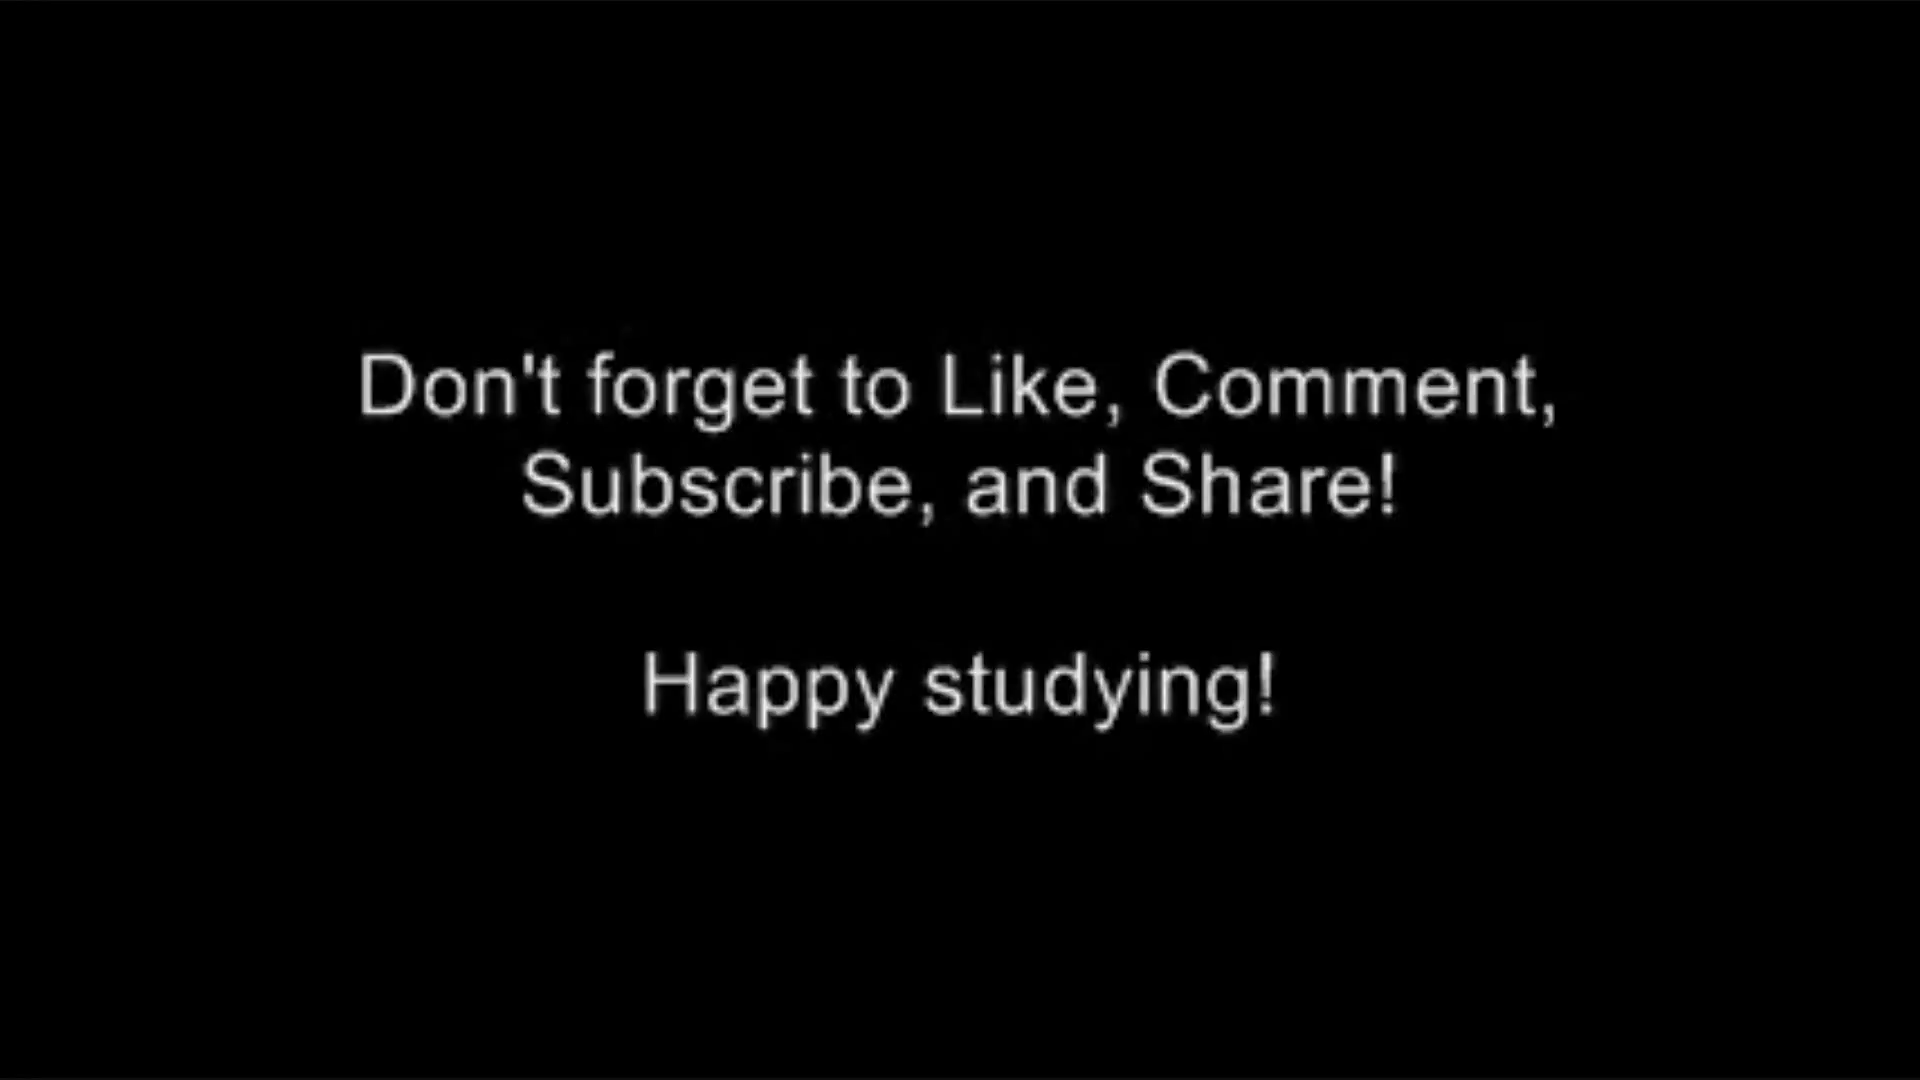 Don't forget to Like, Comment,
Subscribe, and Share!
Happy studying!